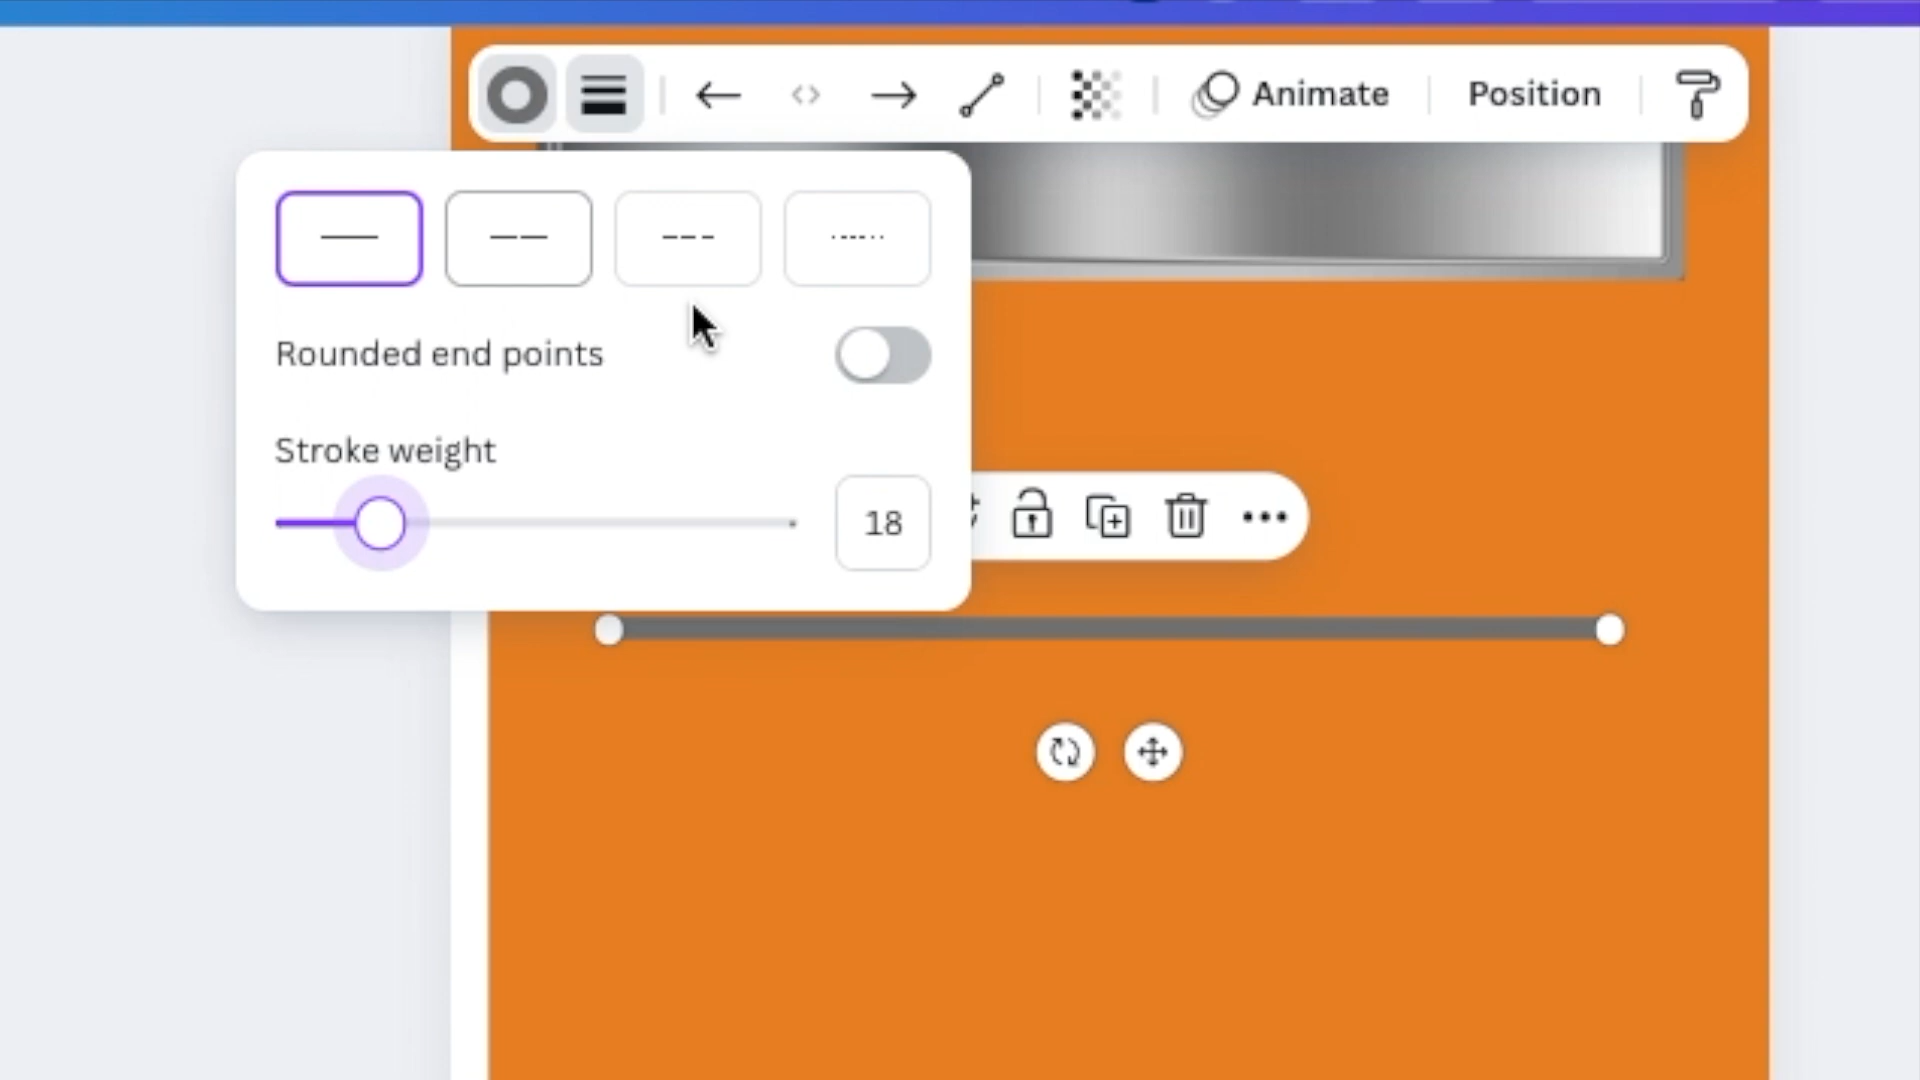 Animate
Position
Rounded end points
Stroke weight
18